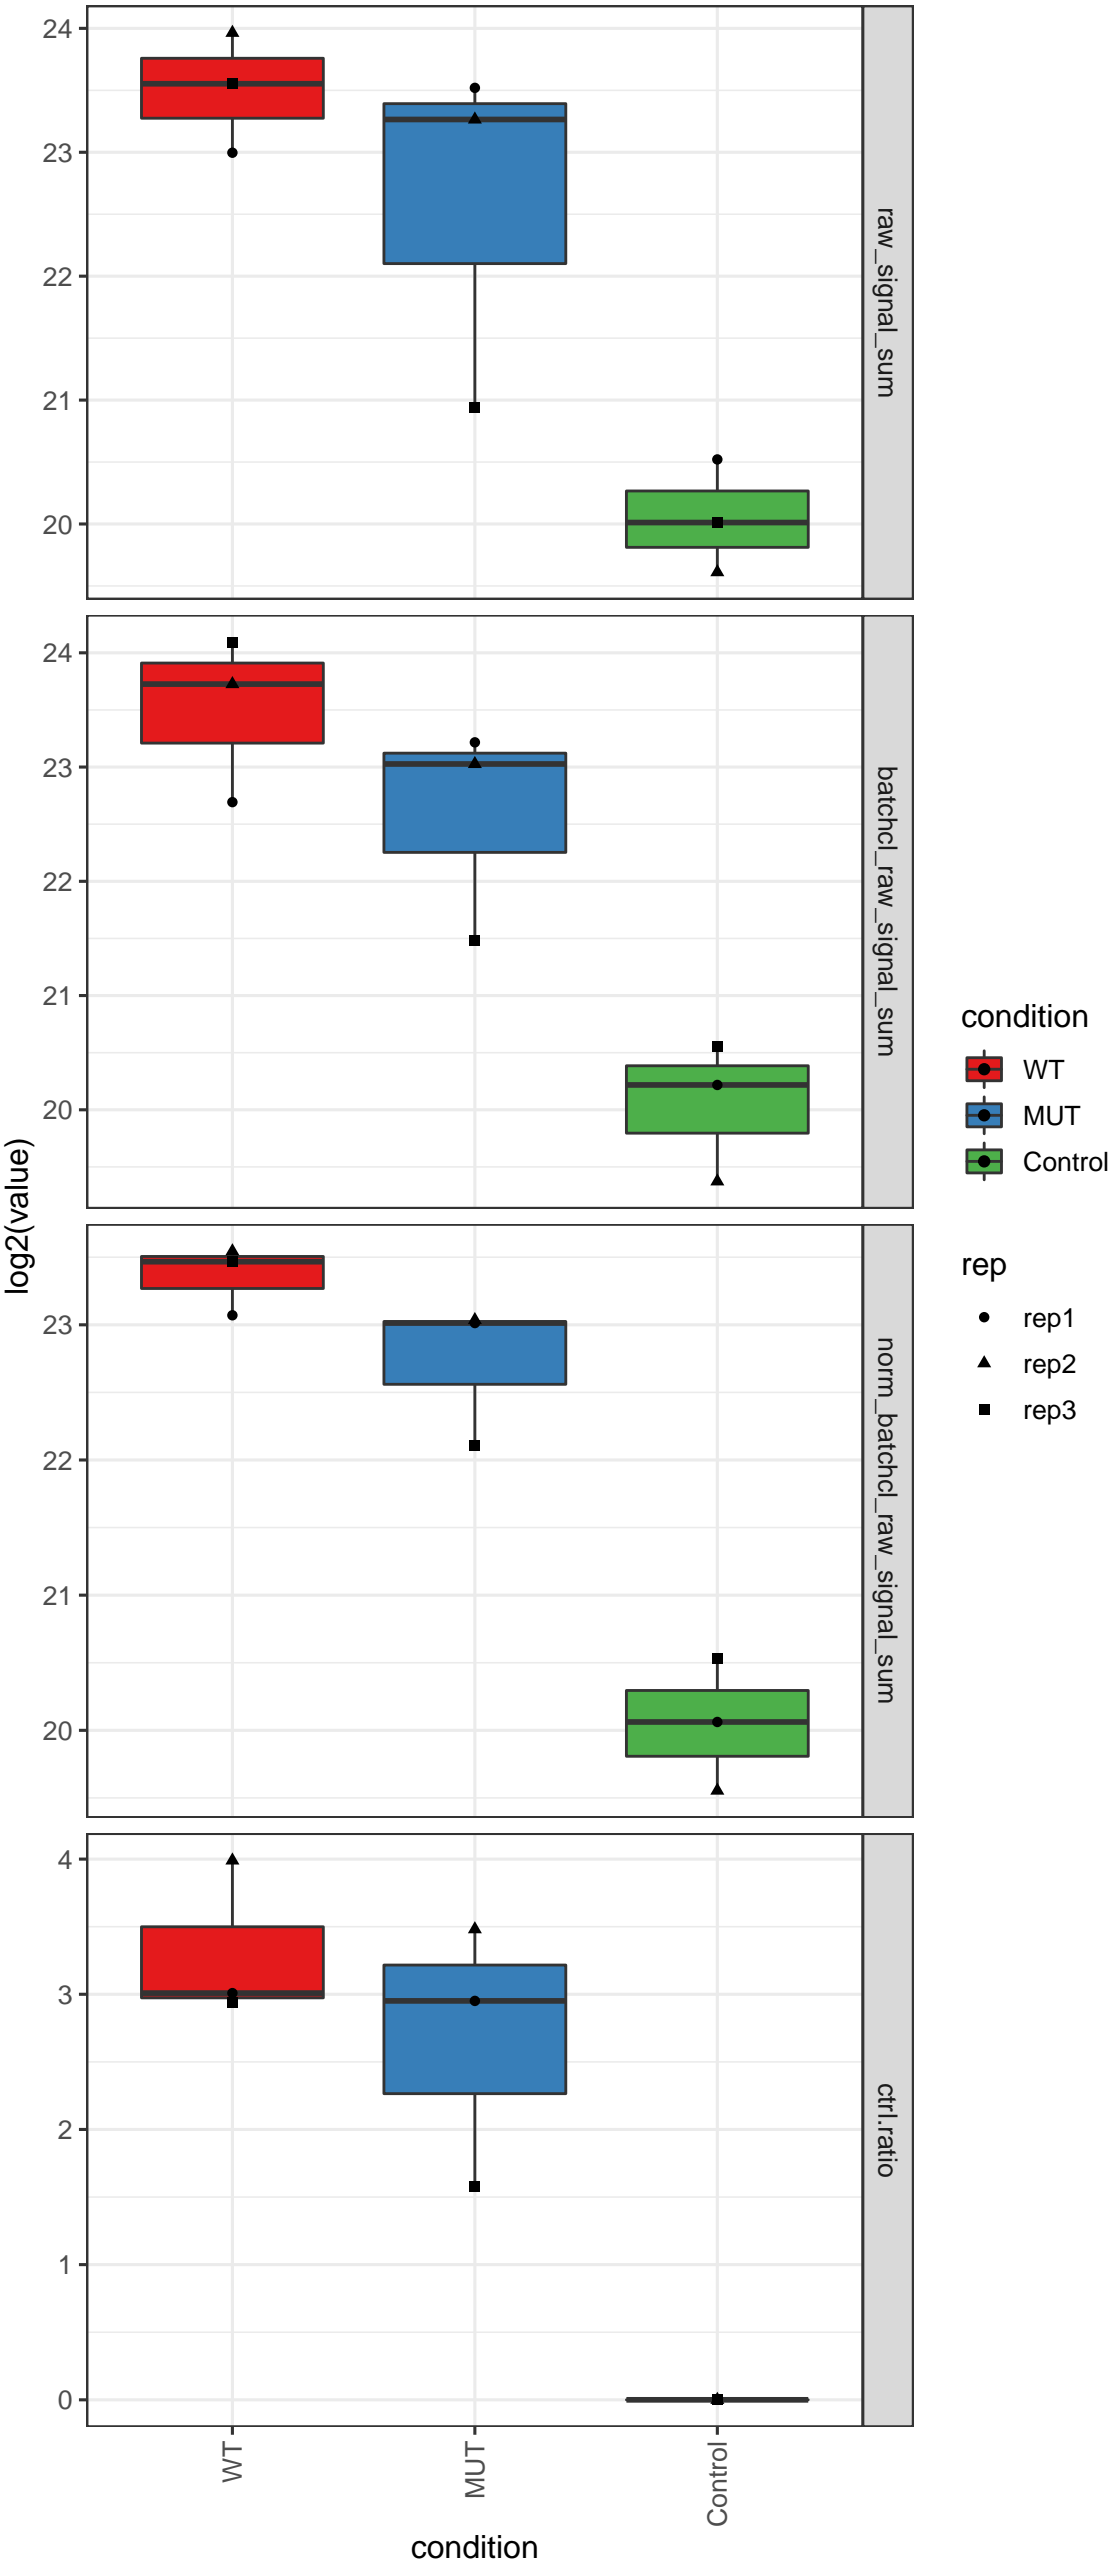 24
23
22
21
20
raw_signal_sum
24
23
22
21
20
batchcl_raw_signal_sum
23
22
21
20
norm_batchcl_raw_signal_sum
4
3
2
1
0
ctrl.ratio
log2(value)
WT
MUT
Control
condition
condition
WT
MUT
Control
rep
rep1
rep2
rep3